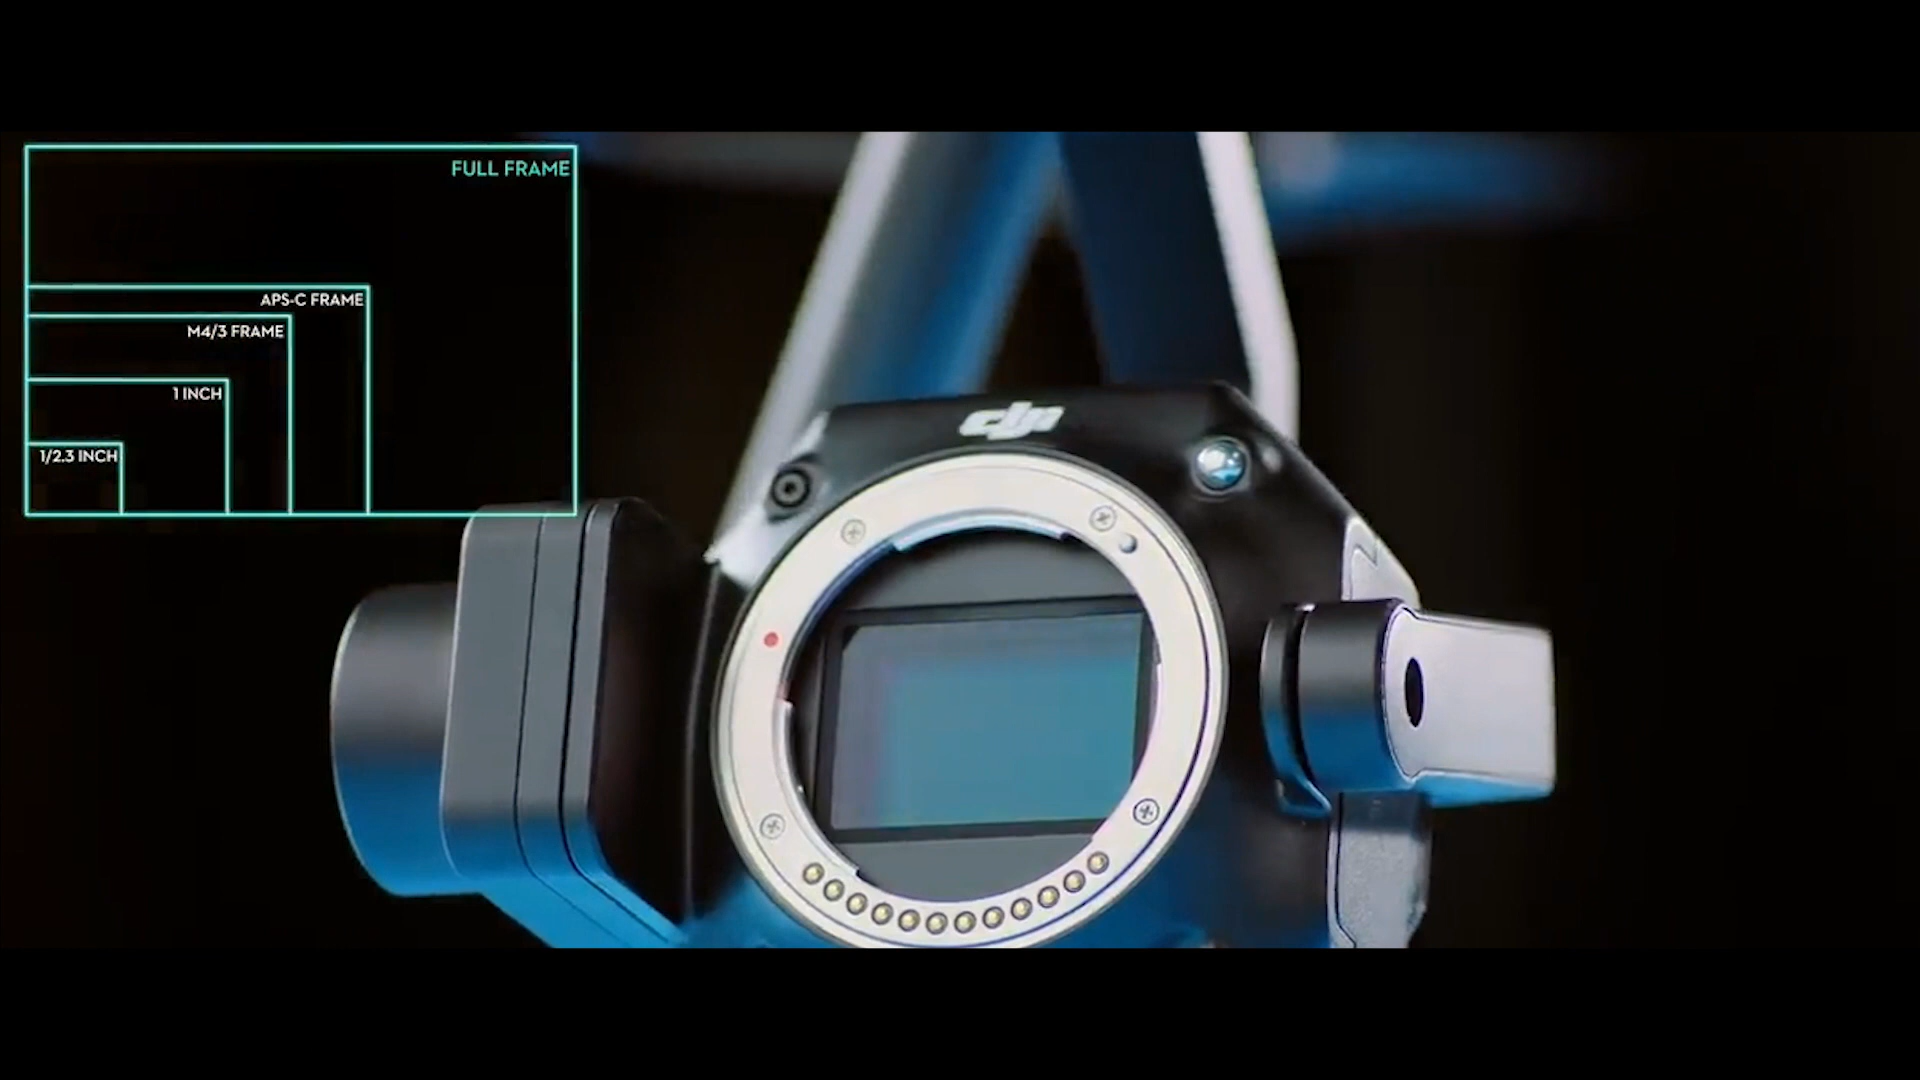 FULL FRAME
APS-C FRAME
M4/3 FRAME
1 INCH
1/2.3 INCH
dji